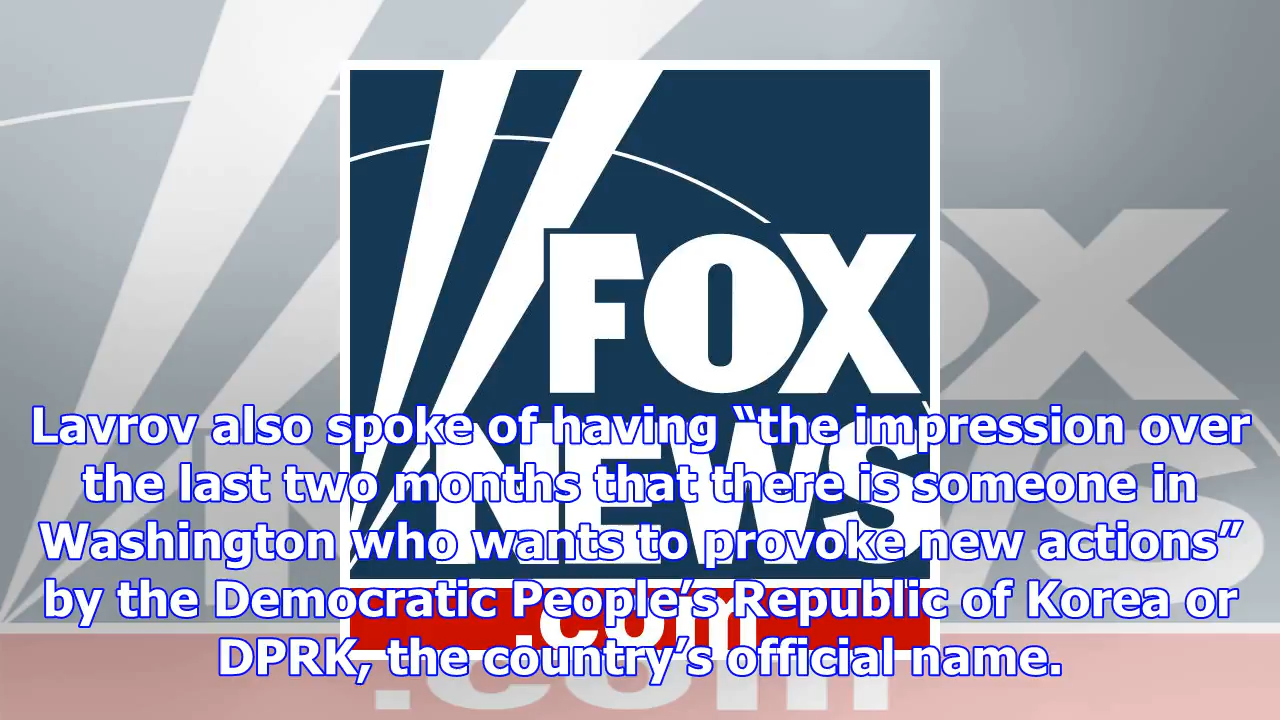 FOX
NEWS
.com
Lavrov also spoke of having “the impression over
the last two months that there is someone in
Washington who wants to provoke new actions”
by the Democratic People’s Republic of Korea or
DPRK, the country’s official name.